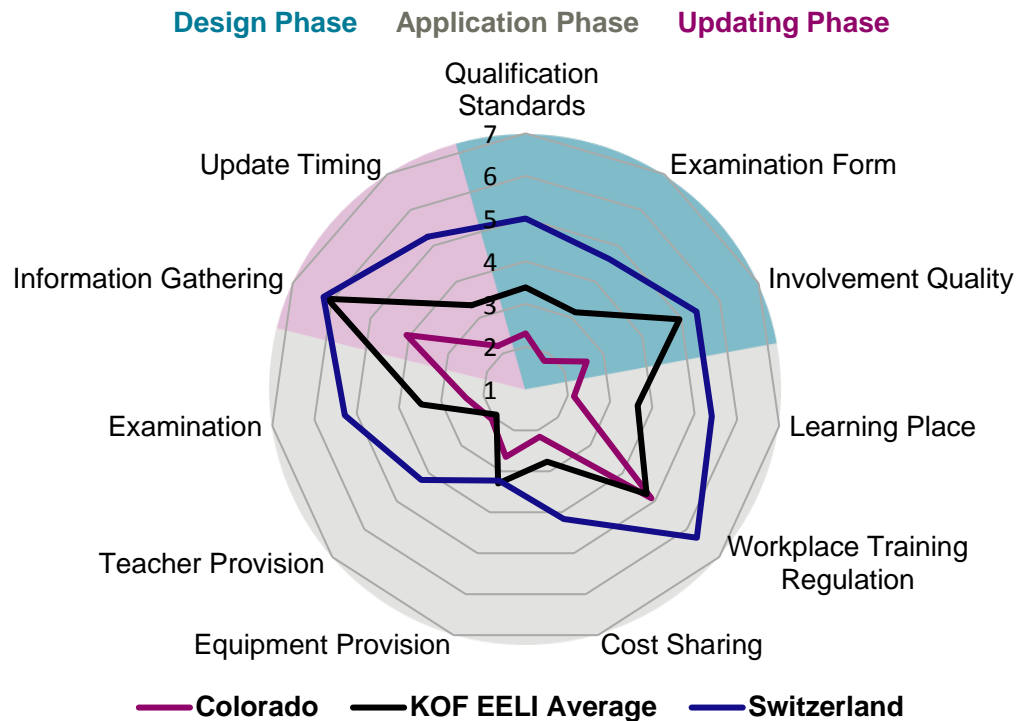 Design Phase Application Phase Updating Phase
Qualification
Standards
Update Timing
Examination Form
Information Gathering
Involvement Quality
Examination
Learning Place
Teacher Provision
Workplace Training
Regulation
Equipment Provision
Cost Sharing
7
6
5
4
3
2
1
Colorado KOF EELI Average Switzerland